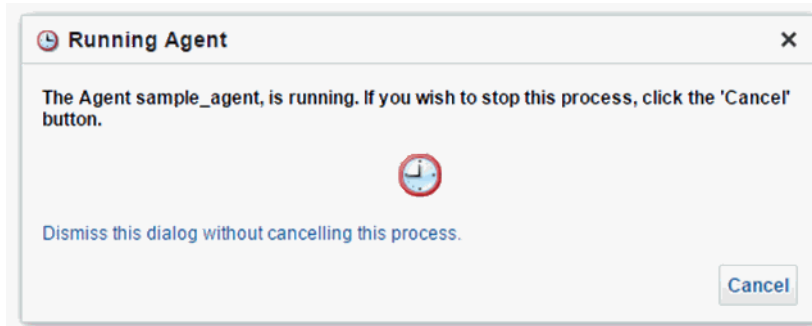 Running Agent
The Agent sample_agent, is running. If you wish to stop this process, click the 'Cancel'
button.
Dismiss this dialog without cancelling this process.
Cancel